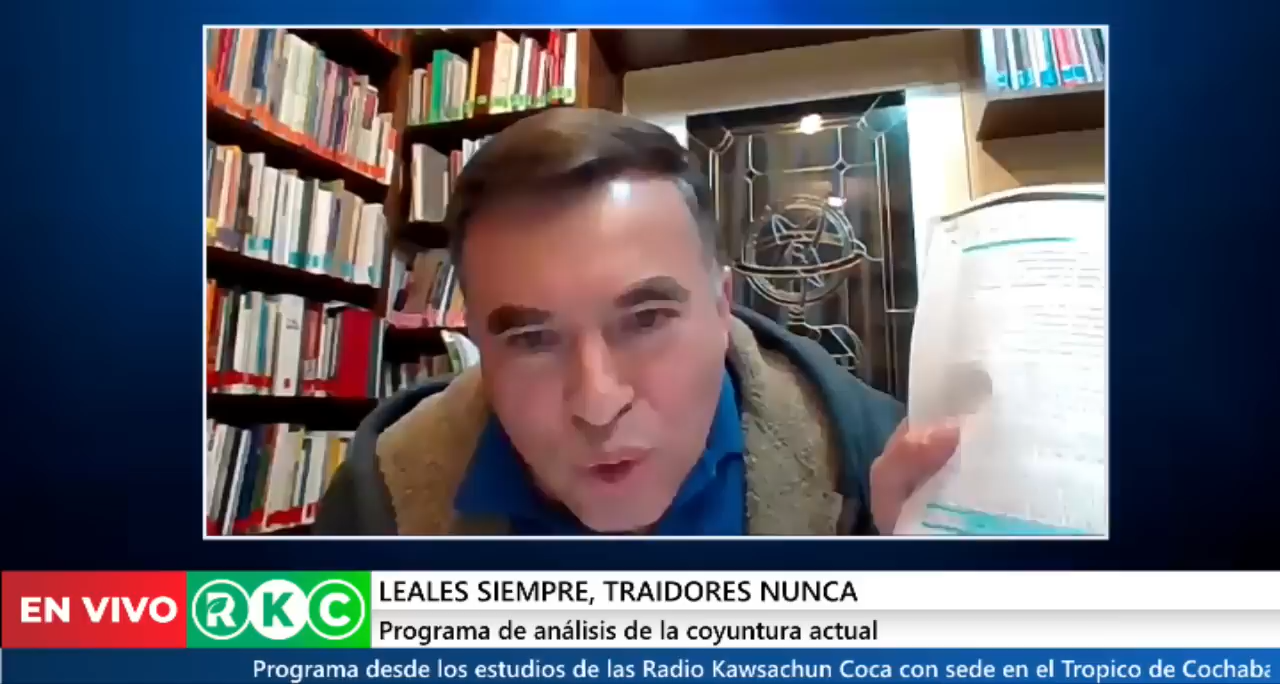 LEALES SIEMPRE, TRAIDORES NUNCA
EN VIVO RKC
Programa de análisis de la coyuntura actual
Programa desde los estudios de las Radio Kawsachun Coca con sede en el Tropico de Cochaba